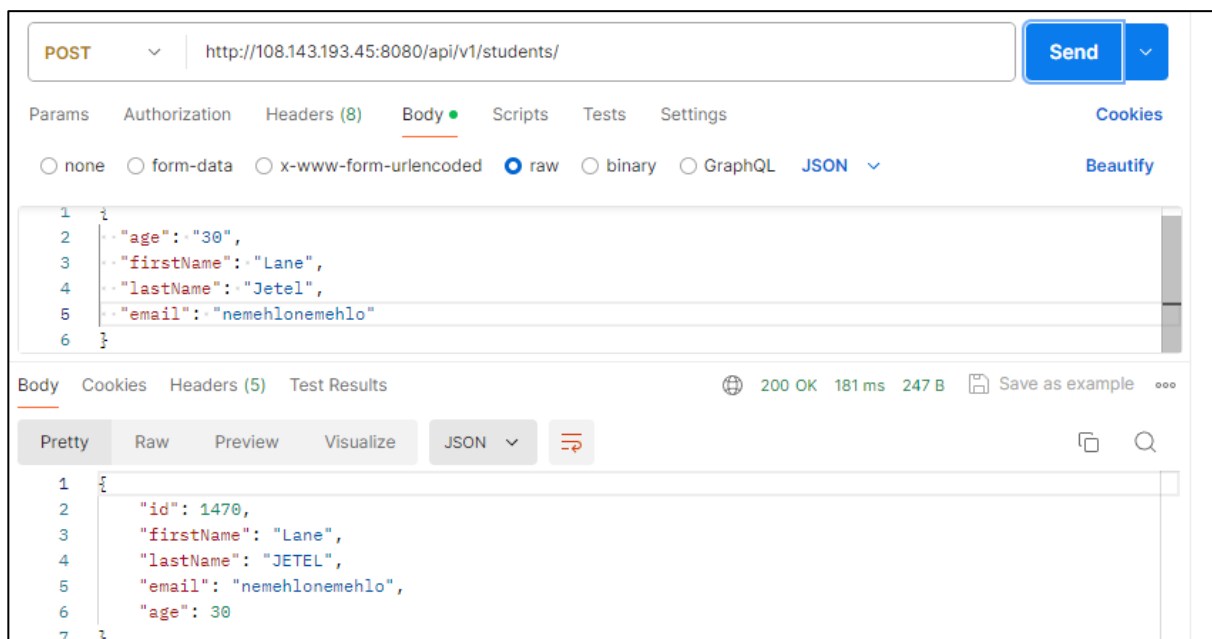 POST http://108.143.193.45:8080/api/v1/students/ Send
Params Authorization Headers (8) Body Scripts Tests Settings Cookies
none form-data x-www-form-urlencoded raw binary GraphQL JSON Beautify
1 {
2 "age": "30",
3 "firstName": "Lane",
4 "lastName": "Jetel",
5 "email": "nemehlonemehlo"
6 }
Body Cookies Headers (5) Test Results 200 OK 181 ms 247 B Save as example
Pretty Raw Preview Visualize JSON
1 {
2 "id": 1470,
3 "firstName": "Lane",
4 "lastName": "JETEL",
5 "email": "nemehlonemehlo",
6 "age": 30
7 }